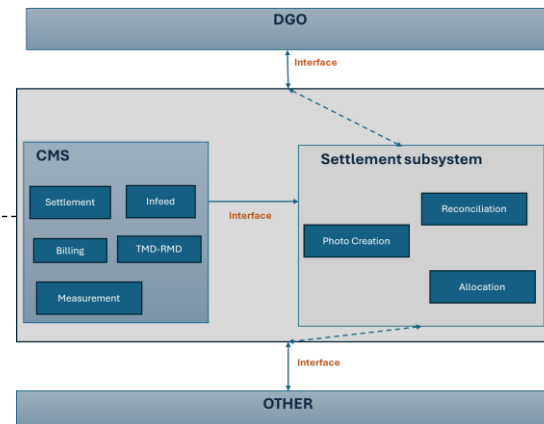 DGO
Interface
CMS
Settlement subsystem
Settlement
Infeed
Reconciliation
Interface
Photo Creation
Billing
TMD-RMD
Allocation
Measurement
Interface
OTHER